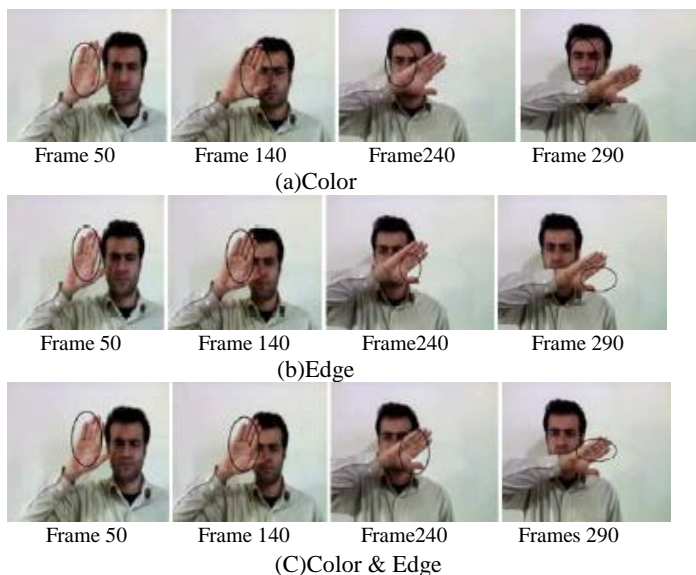 Frame 50 Frame 140 Frame240 Frame 290
(a)Color
Frame 50 Frame 140 Frame240 Frame 290
(b)Edge
Frame 50 Frame 140 Frame240 Frames 290
(C)Color & Edge